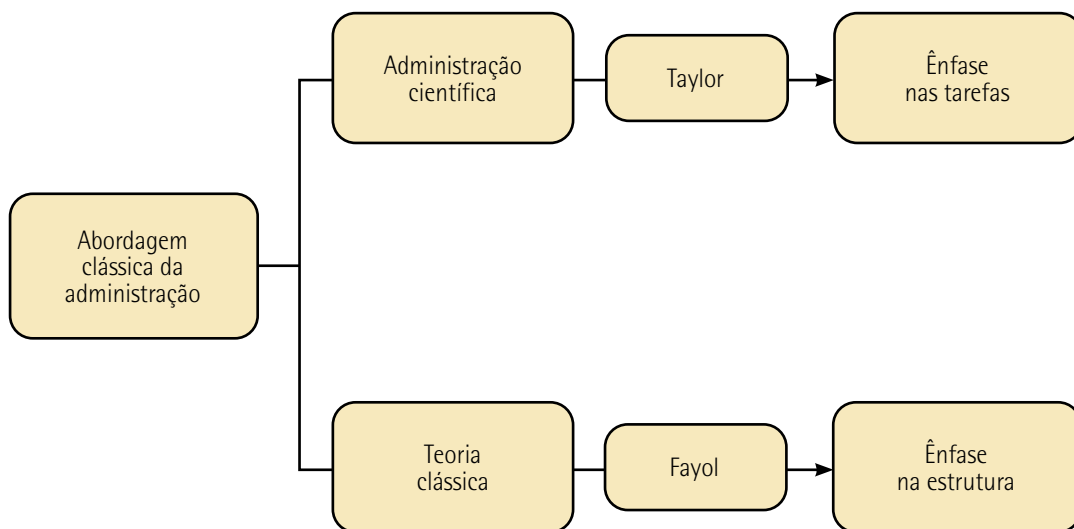 Administração
científica
Taylor
Ênfase
nas tarefas
Abordagem
clássica da
administração
Teoria
clássica
Fayol
Ênfase
na estrutura